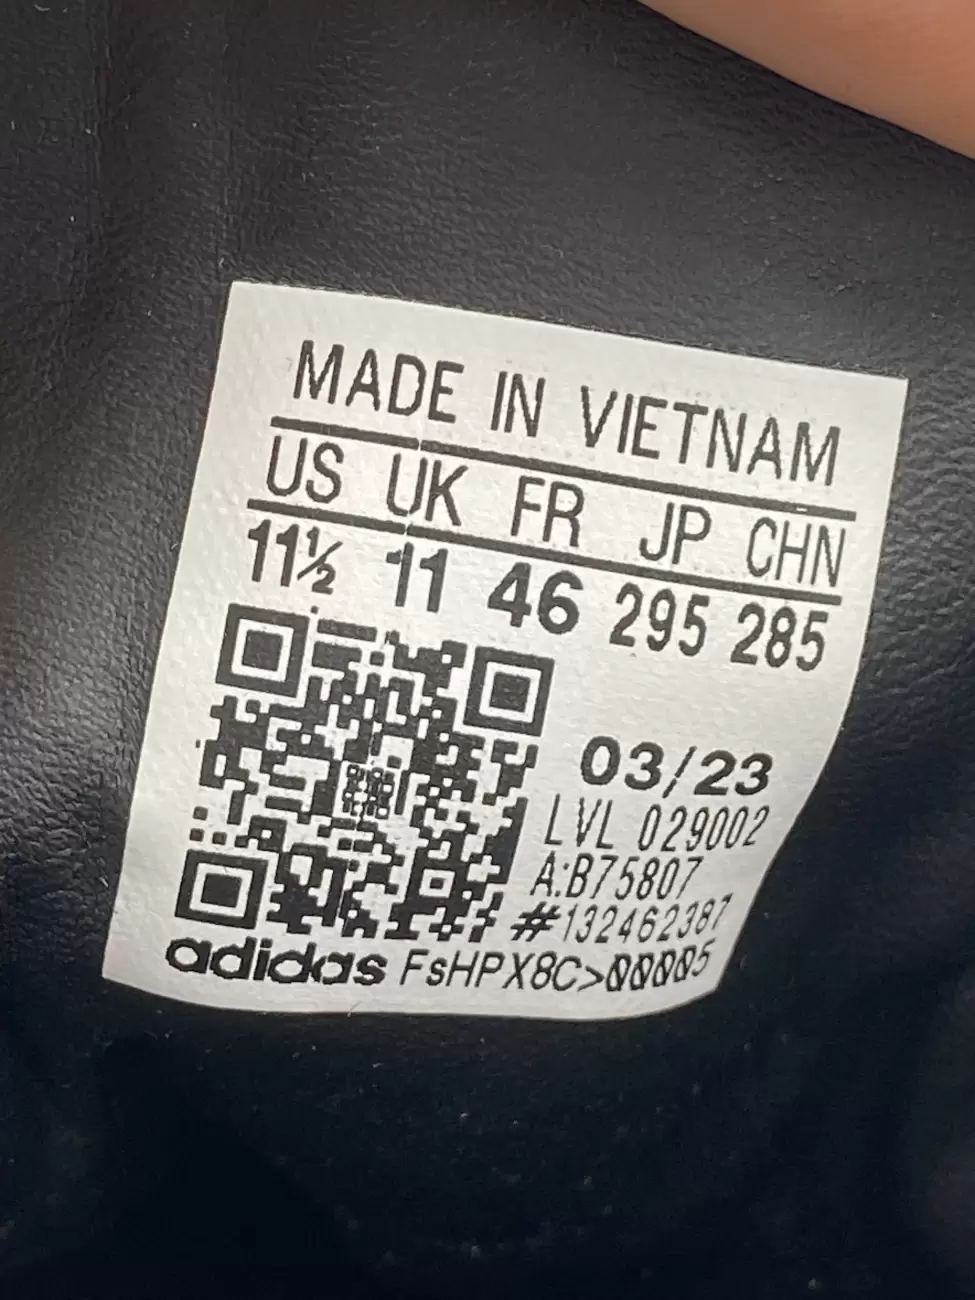 MADE IN VIETNAM
US UK FR JP CHN
11½ 11 46 295 285
03/23
LVL 029002
A:B75807
#132462387
adidas FsHPX8C>00005